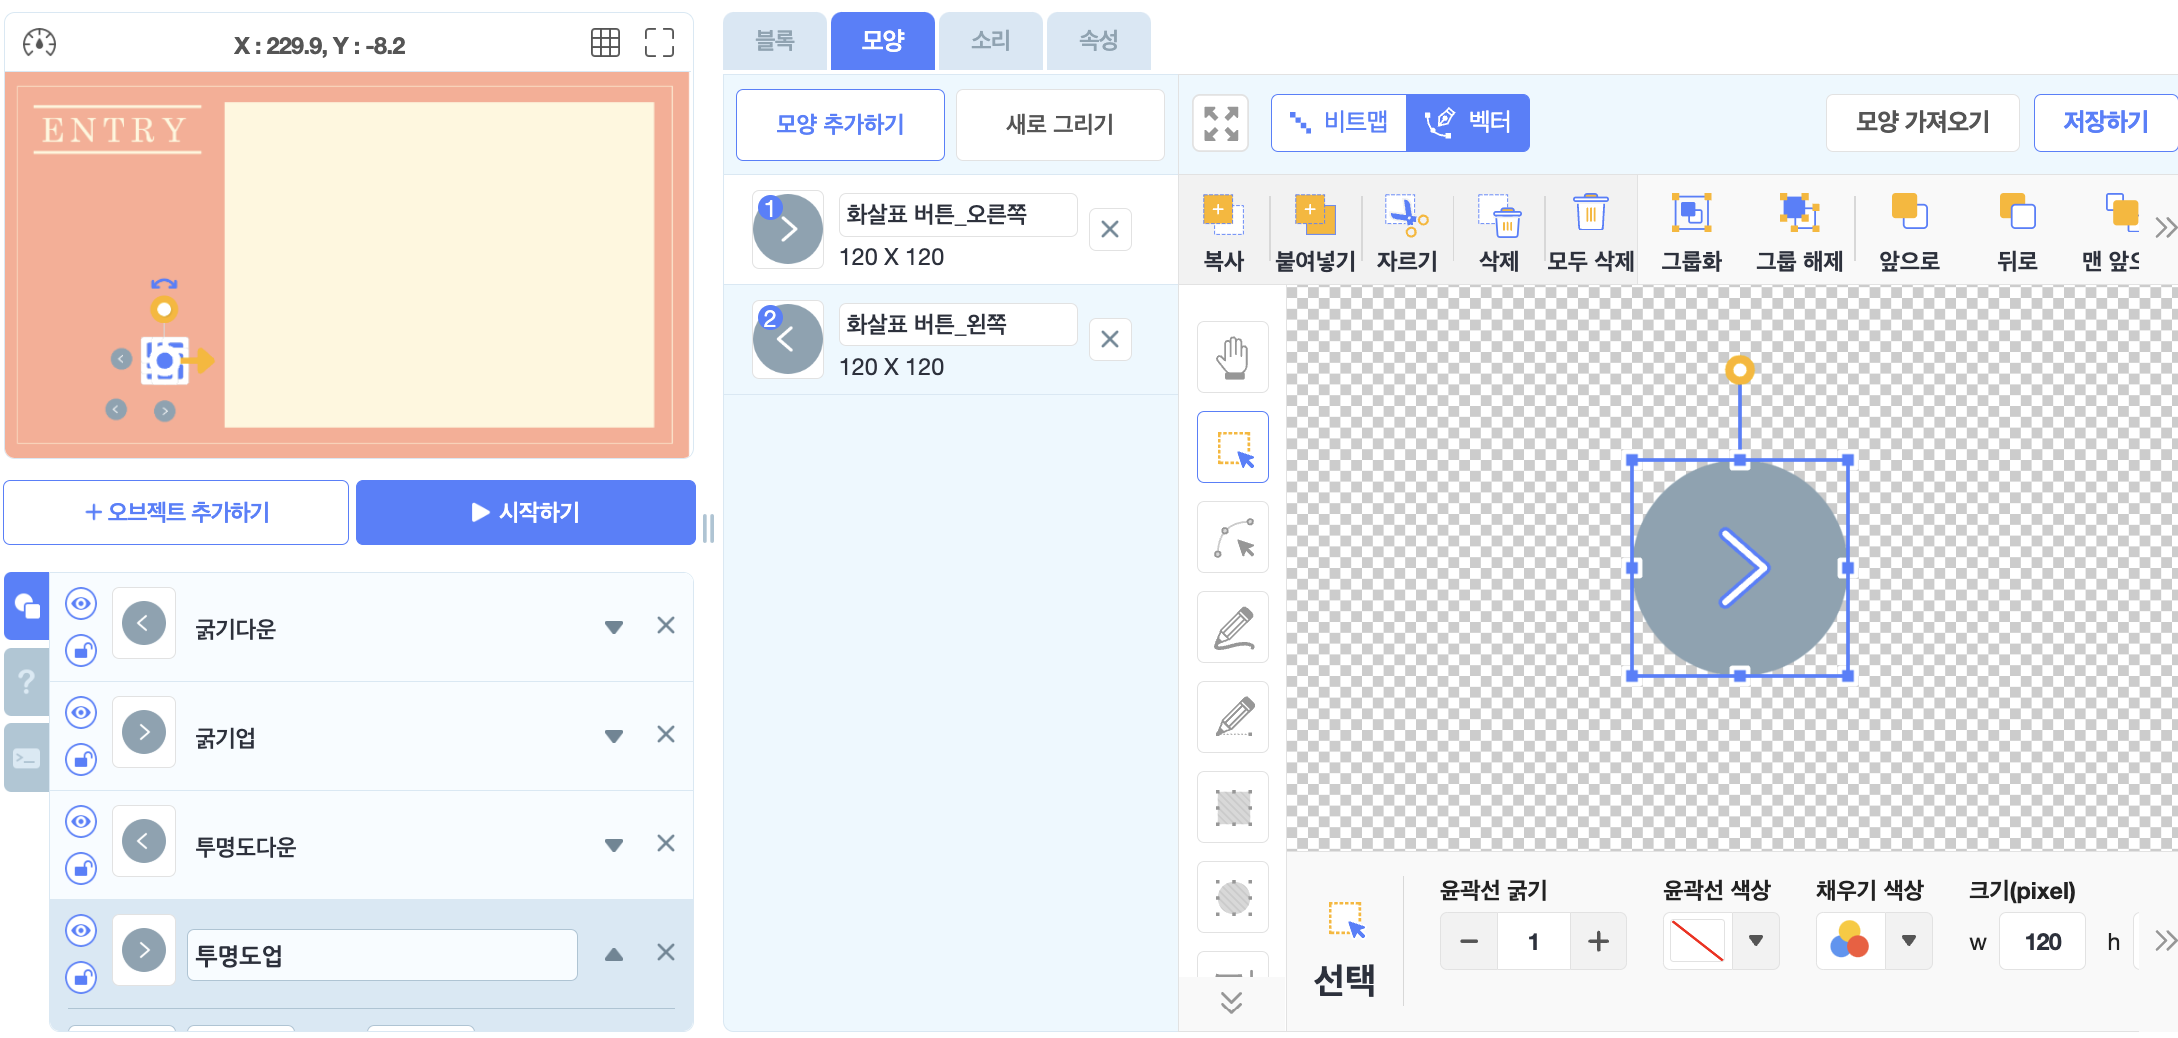 X : 229.9, Y : -8.2
ENTRY
+ 오브젝트 추가하기
시작하기
?
굵기다운
굵기업
투명도다운
투명도업
블록
모양
소리
속성
모양 추가하기
새로 그리기
1
화살표 버튼_오른쪽
120 X 120
2
화살표 버튼_왼쪽
120 X 120
비트맵
벡터
모양 가져오기
저장하기
복사
붙여넣기
자르기
삭제
모두 삭제
그룹화
그룹 해제
앞으로
뒤로
맨 앞으
선택
윤곽선 굵기
1
윤곽선 색상
채우기 색상
크기(pixel)
w
120
h